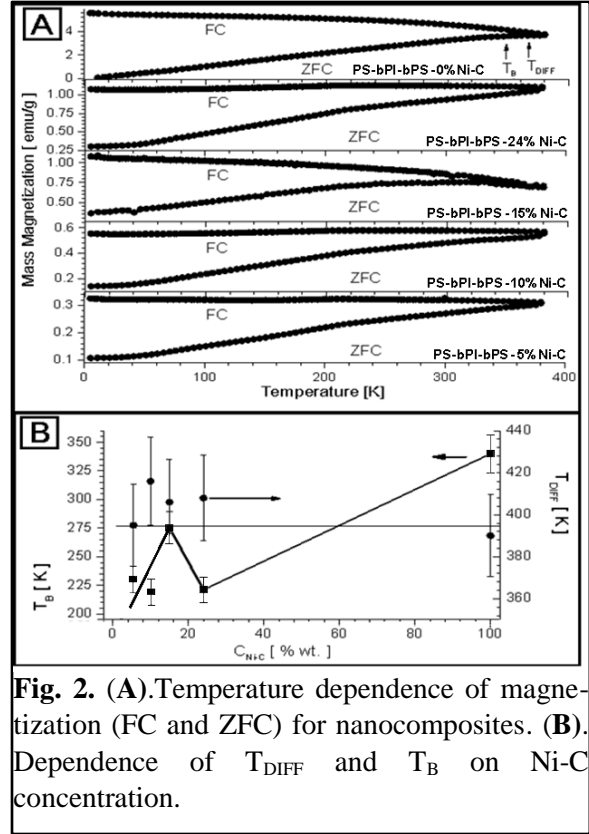 A
Mass Magnetization [ emu/g ]
4
2
0
FC
ZFC
PS-bPI-bPS -0% Ni-C
T_B
T_DIFF
1.00
0.75
0.50
0.25
FC
ZFC
PS-bPI-bPS -24% Ni-C
1.00
0.75
0.50
FC
ZFC
PS-bPI-bPS -15% Ni-C
0.6
0.4
0.2
FC
ZFC
PS-bPI-bPS -10% Ni-C
0.3
0.2
0.1
FC
ZFC
PS-bPI-bPS -5% Ni-C
0 100 200 300 400
Temperature [K]
B
T_B [ K ]
350
325
300
275
250
225
200
T_DIFF [ K ]
440
420
400
380
360
0 20 40 60 80 100
C_Ni-C [ % wt. ]
Fig. 2. (A).Temperature dependence of magne-
tization (FC and ZFC) for nanocomposites. (B).
Dependence of T_DIFF and T_B on Ni-C
concentration.